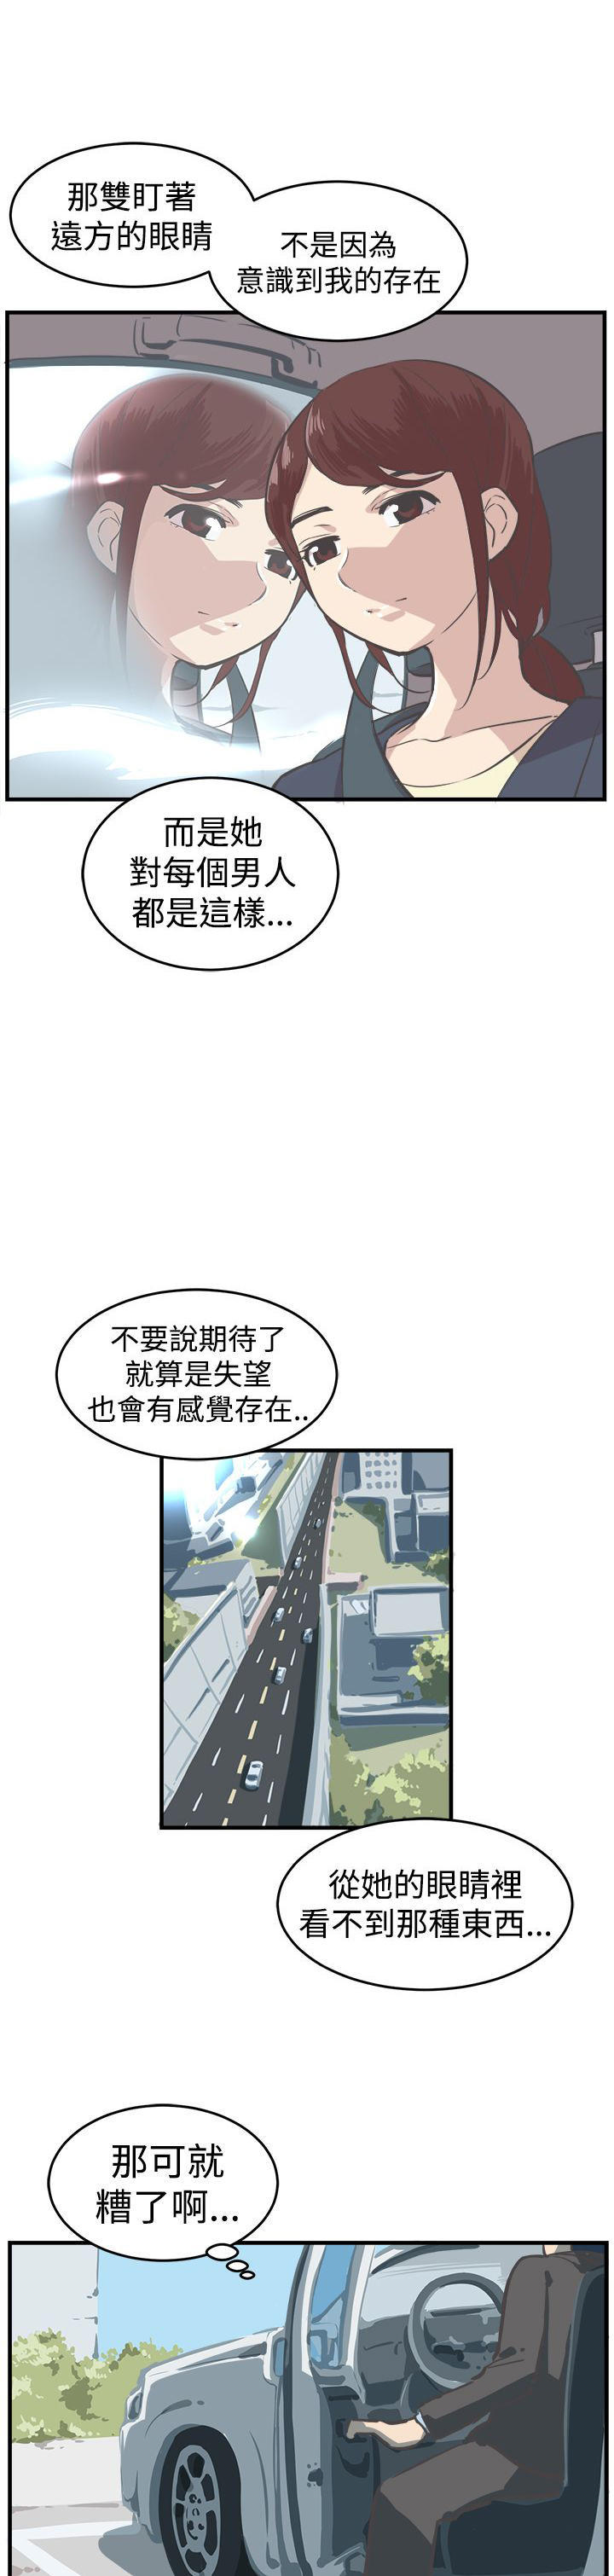 那雙盯著
遠方的眼睛
不是因為
意識到我的存在
而是她
對每個男人
都是這樣...
不要說期待了
就算是失望
也會有感覺存在..
從她的眼睛裡
看不到那種東西...
那可就
糟了啊...